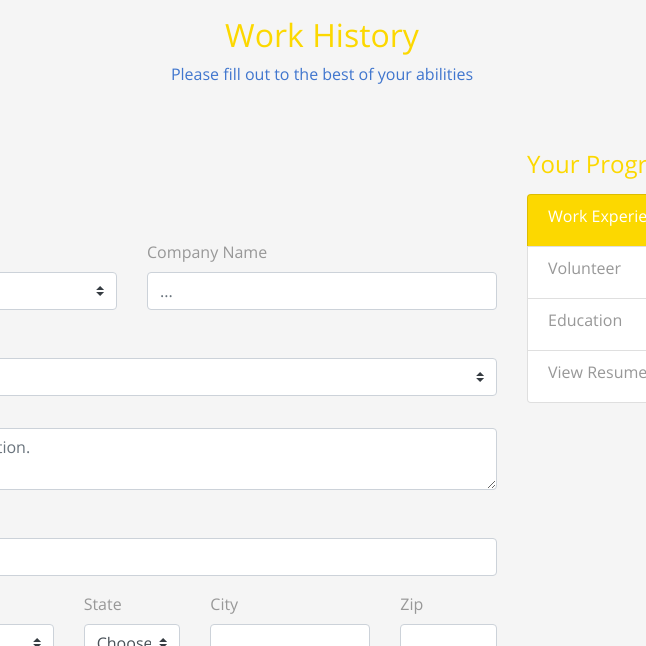 Work History
Please fill out to the best of your abilities
Your Progr
Work Experie
Volunteer
Education
View Resume
Company Name
...
tion.
State
City
Zip
Choose